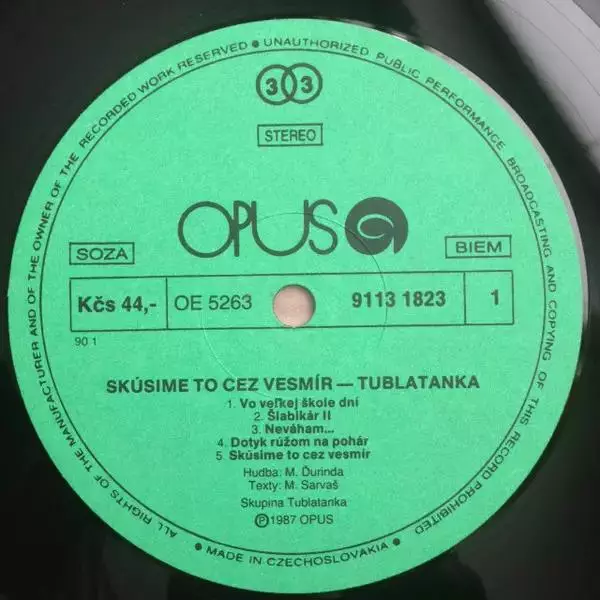 ALL RIGHTS OF THE MANUFACTURER AND OF THE OWNER OF THE RECORDED WORK RESERVED ● UNAUTHORIZED PUBLIC PERFORMANCE BROADCASTING AND COPYING OF THIS RECORD PROHIBITED
33
STEREO
OPUS
SOZA
BIEM
Kčs 44,- OE 5263 9113 1823 1
90 1
SKÚSIME TO CEZ VESMÍR — TUBLATANKA
1. Vo veľkej škole dní
2. Šlabikár II
3. Neváham...
4. Dotyk rúžom na pohár
5. Skúsime to cez vesmír
Hudba: M. Ďurinda
Texty: M. Sarvaš
Skupina Tublatanka
Ⓟ 1987 OPUS
● MADE IN CZECHOSLOVAKIA ●